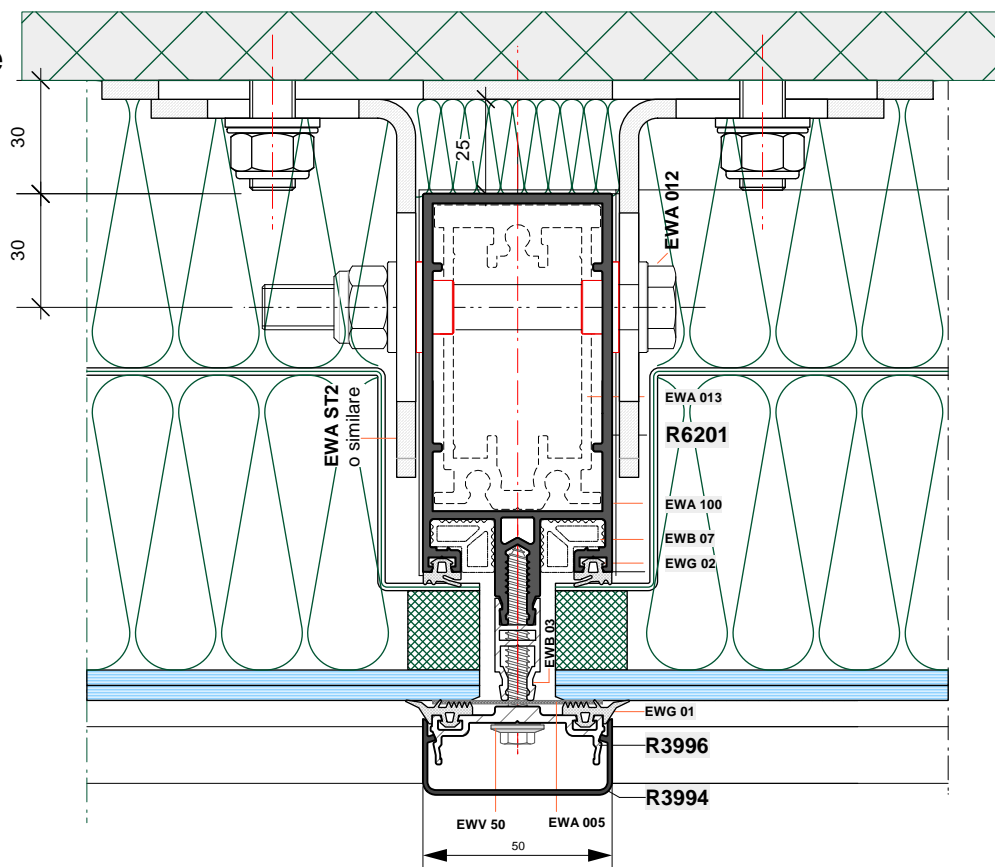 e
30
25
30
EWA 012
EWA ST2
o similare
EWA 013
R6201
EWA 100
EWB 07
EWG 02
EWB 03
EWG 01
R3996
R3994
EWV 50
EWA 005
50